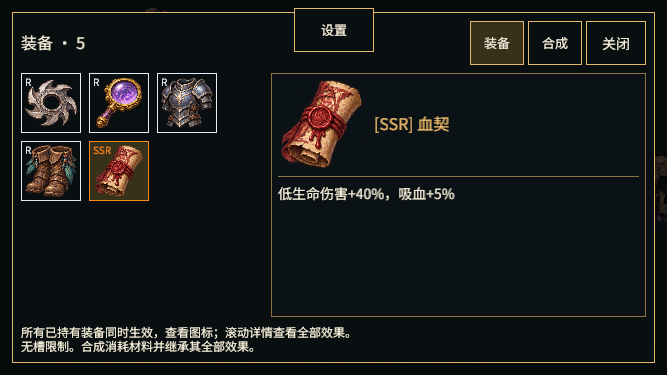 设置
装备 · 5
装备
合成
关闭
R
R
R
R
SSR
[SSR] 血契
低生命伤害+40%，吸血+5%
所有已持有装备同时生效，查看图标；滚动详情查看全部效果。
无槽限制。合成消耗材料并继承其全部效果。